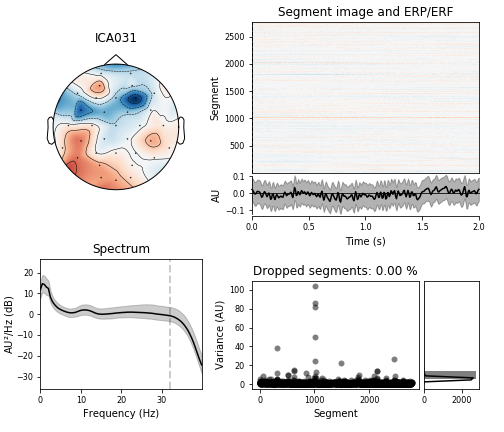 ICA031
Segment image and ERP/ERF
Segment
2500
2000
1500
1000
500
AU
0.1
0.0
−0.1
0.0 0.5 1.0 1.5 2.0
Time (s)
Spectrum
AU²/Hz (dB)
20
10
0
−10
−20
−30
0 10 20 30
Frequency (Hz)
Dropped segments: 0.00 %
Variance (AU)
100
80
60
40
20
0
0 1000 2000
Segment
0 2000